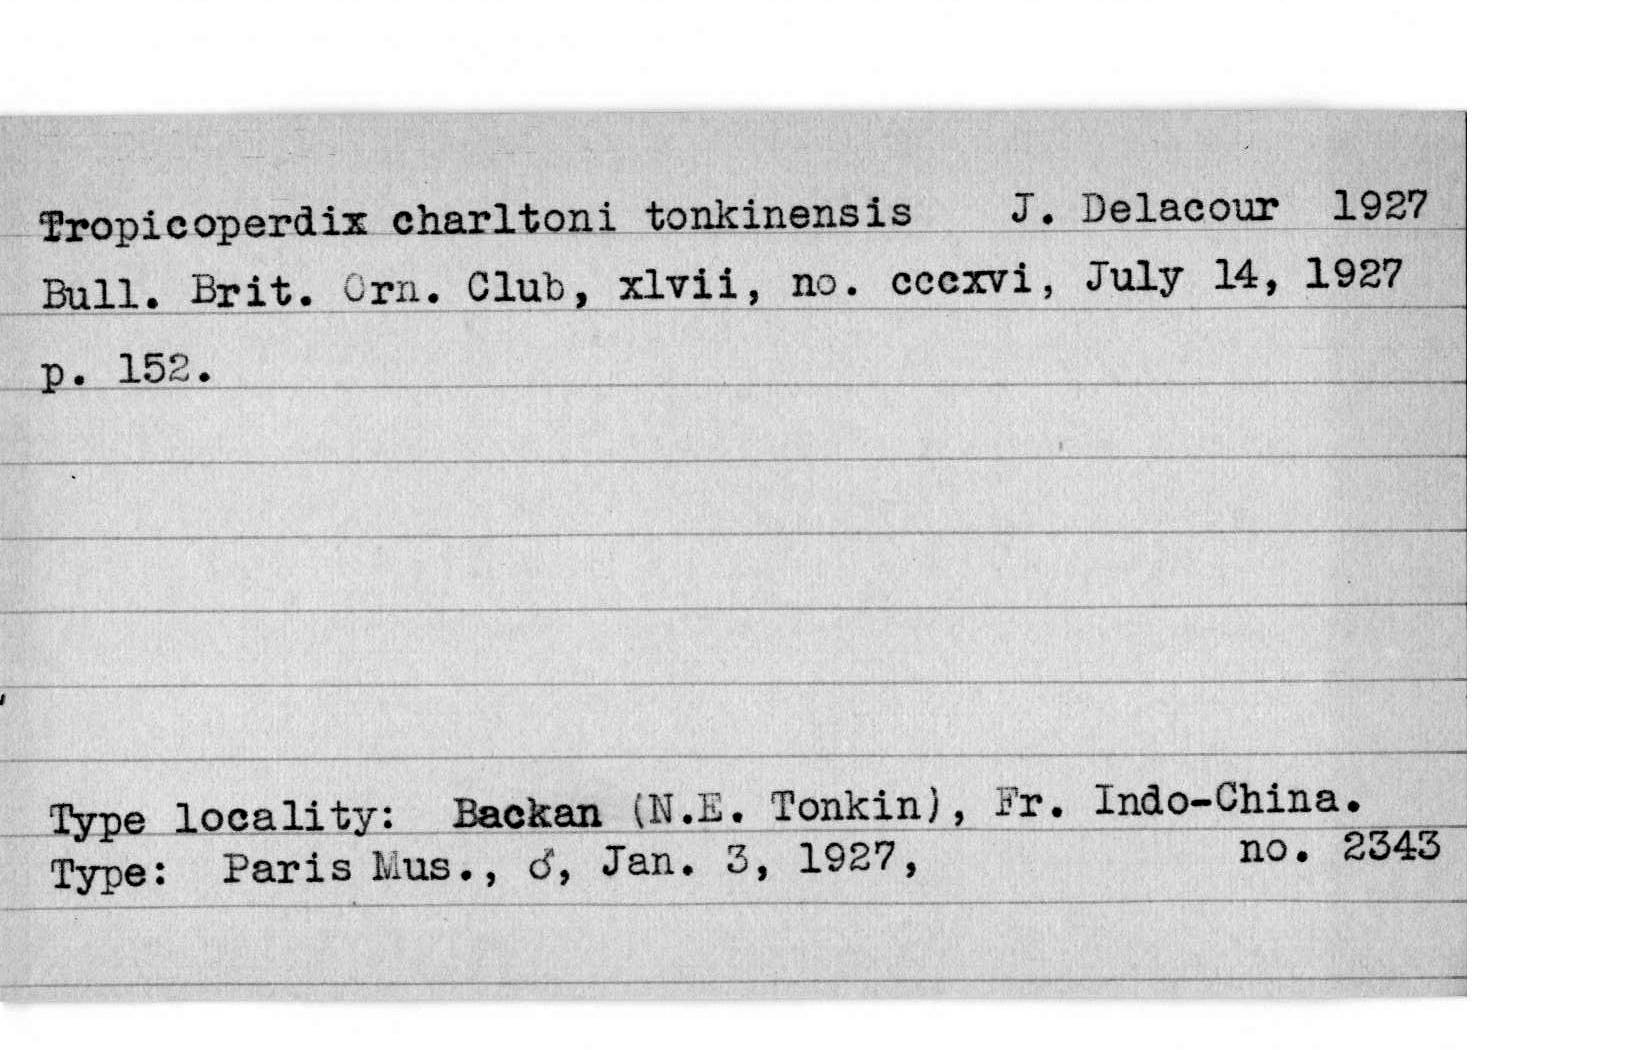 Tropicoperdix charltoni tonkinensis J. Delacour 1927
Bull. Brit. Orn. Club, xlvii, no. cccxvi, July 14, 1927
p. 152.
Type locality: Backan (N.E. Tonkin), Fr. Indo-China.
Type: Paris Mus., ♂, Jan. 3, 1927, no. 2343